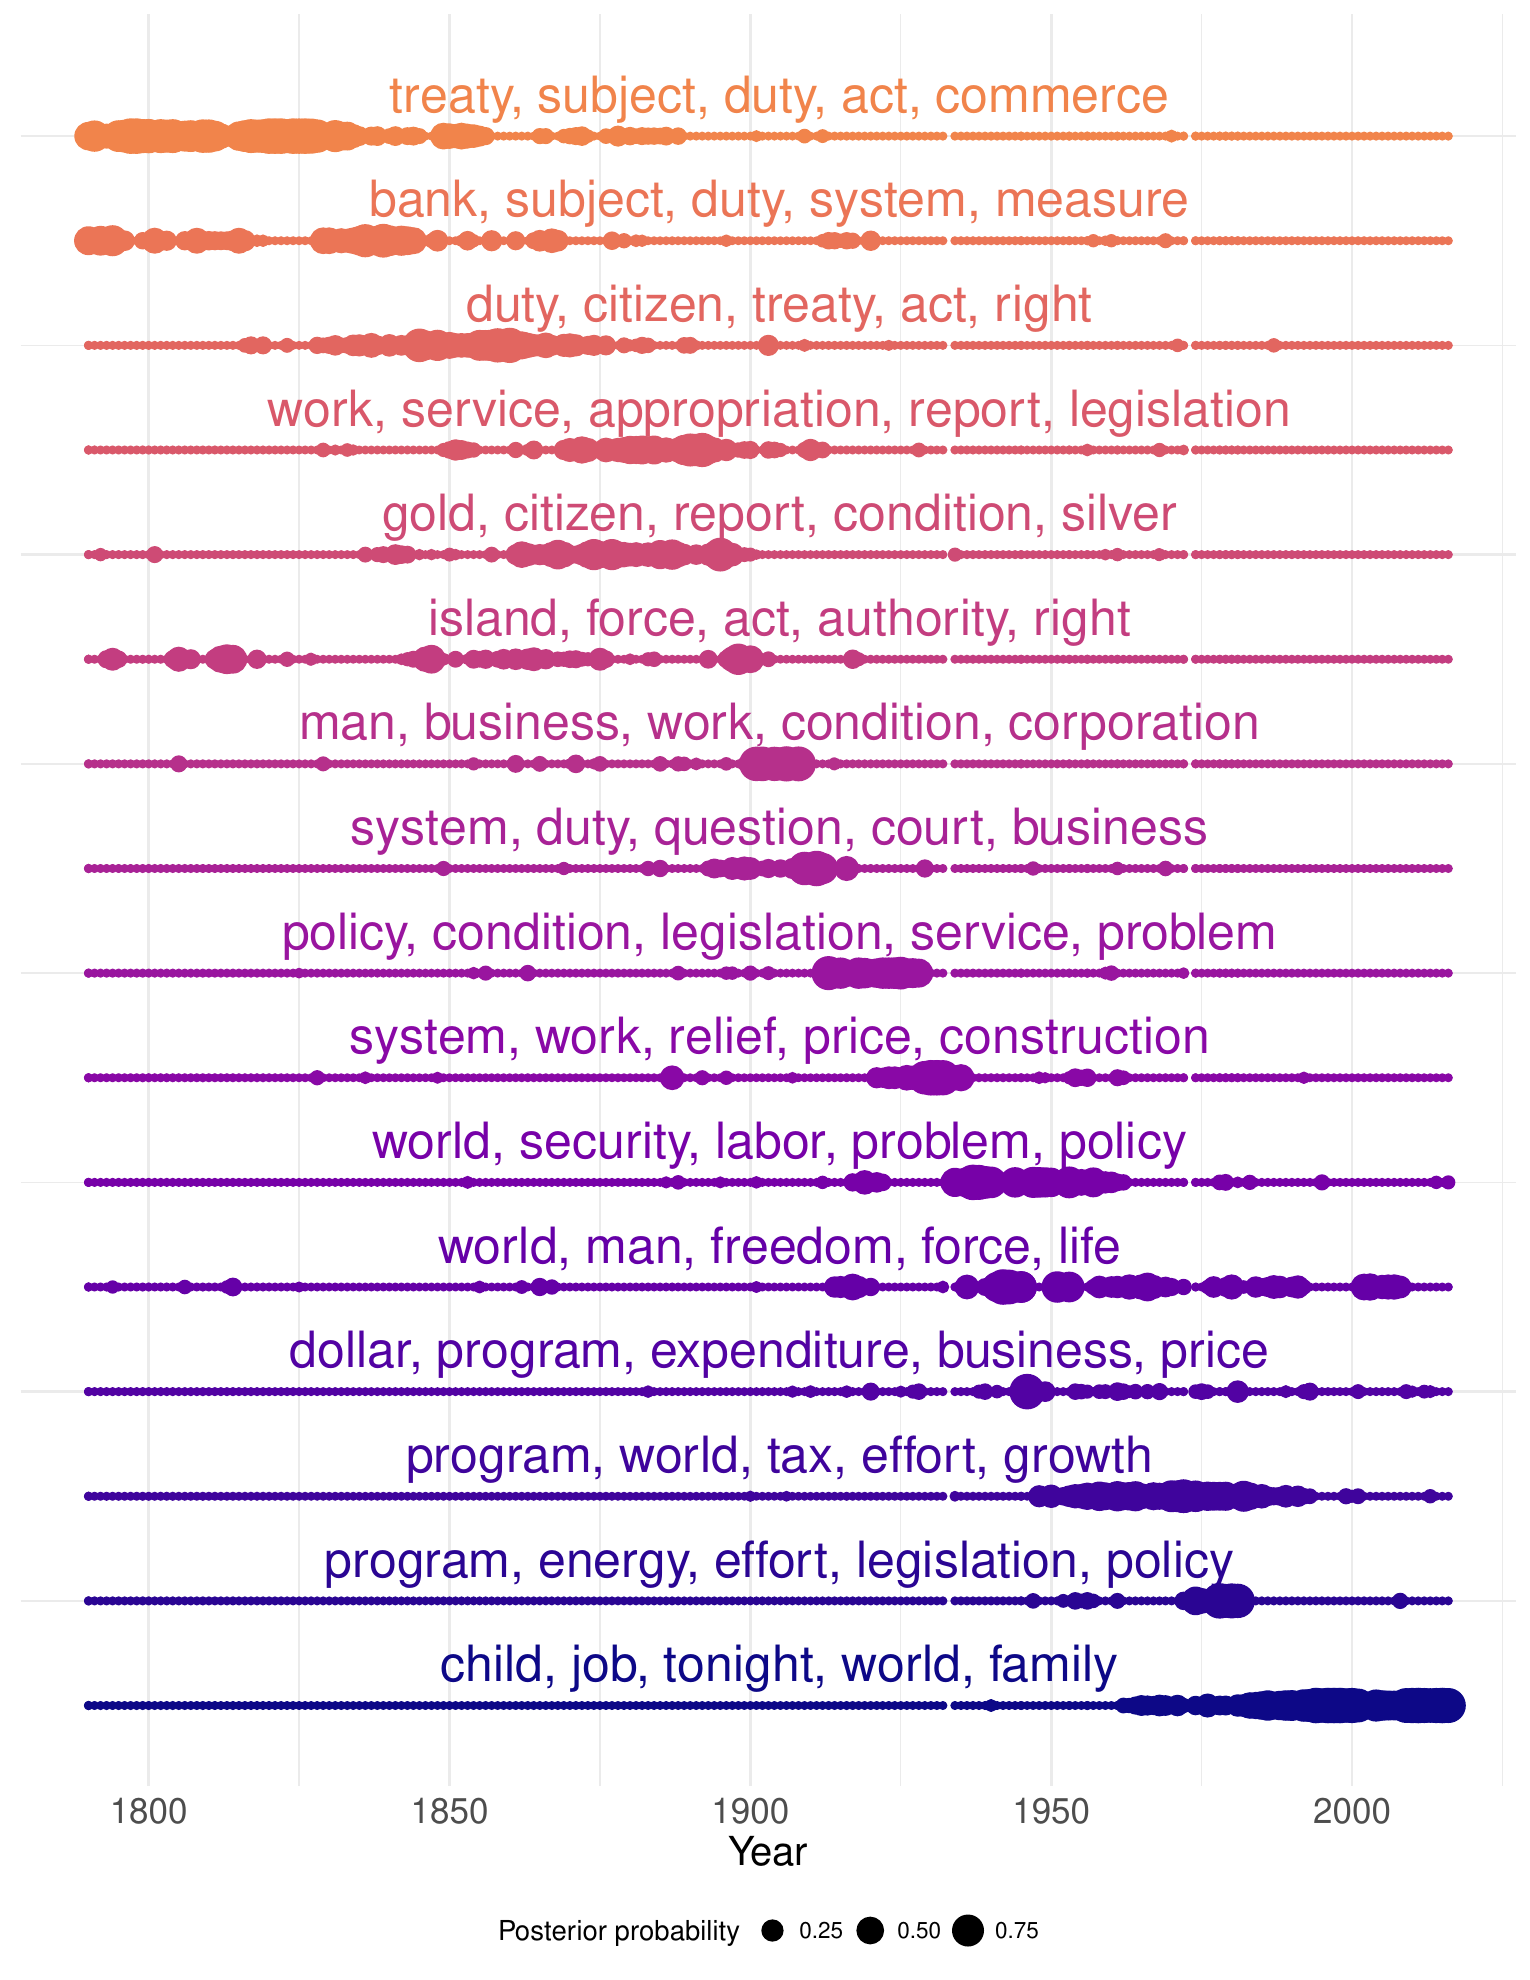 treaty, subject, duty, act, commerce
bank, subject, duty, system, measure
duty, citizen, treaty, act, right
work, service, appropriation, report, legislation
gold, citizen, report, condition, silver
island, force, act, authority, right
man, business, work, condition, corporation
system, duty, question, court, business
policy, condition, legislation, service, problem
system, work, relief, price, construction
world, security, labor, problem, policy
world, man, freedom, force, life
dollar, program, expenditure, business, price
program, world, tax, effort, growth
program, energy, effort, legislation, policy
child, job, tonight, world, family
1800 1850 1900 1950 2000
Year
Posterior probability 0.25 0.50 0.75